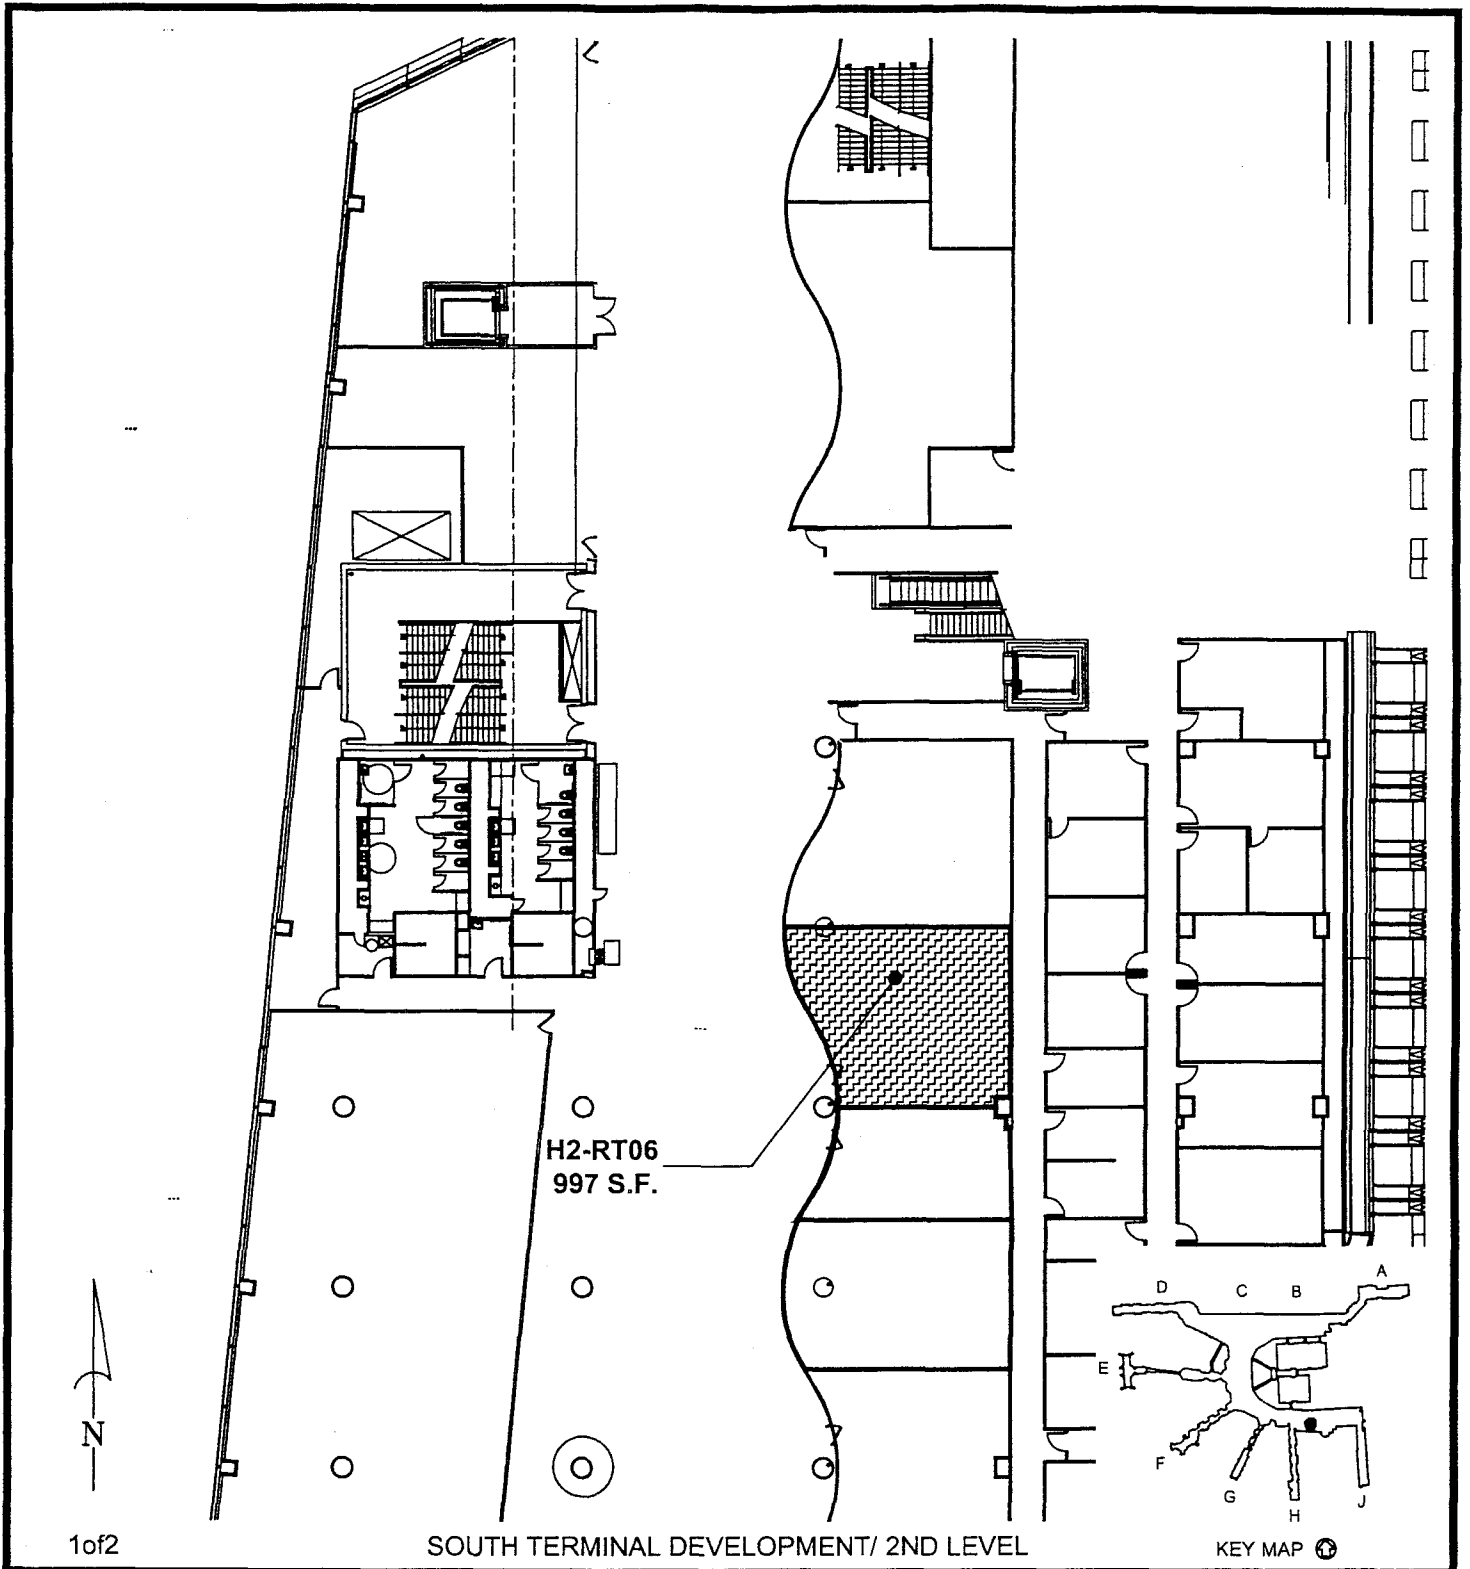 H2-RT06
997 S.F.
A
D
C
B
E
F
G
H
J
N
1of2
SOUTH TERMINAL DEVELOPMENT/ 2ND LEVEL
KEY MAP